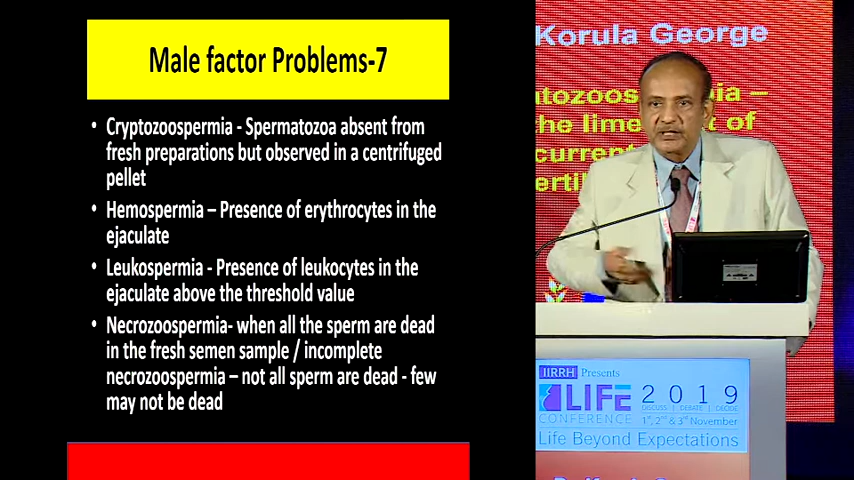 Male factor Problems-7
• Cryptozoospermia - Spermatozoa absent from
fresh preparations but observed in a centrifuged
pellet
• Hemospermia – Presence of erythrocytes in the
ejaculate
• Leukospermia - Presence of leukocytes in the
ejaculate above the threshold value
• Necrozoospermia- when all the sperm are dead
in the fresh semen sample / incomplete
necrozoospermia – not all sperm are dead - few
may not be dead
Korula George
of
current
IIRRH Presents
LIFE 2019
CONFERENCE DISCUSS | DEBATE | DECIDE
1st, 2nd & 3rd November
Life Beyond Expectations